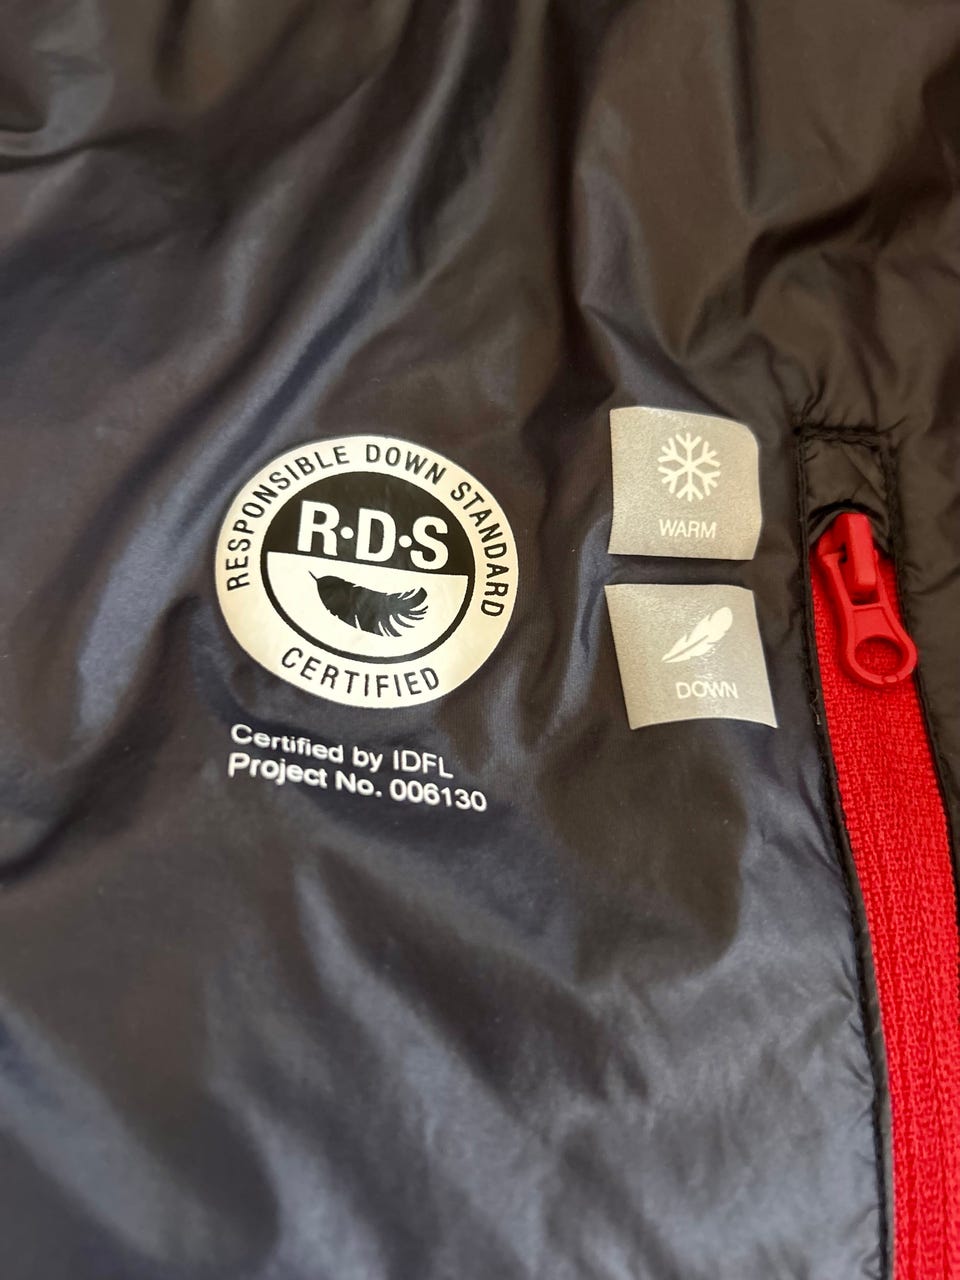 RESPONSIBLE DOWN STANDARD
R·D·S
CERTIFIED
Certified by IDFL
Project No. 006130
WARM
DOWN